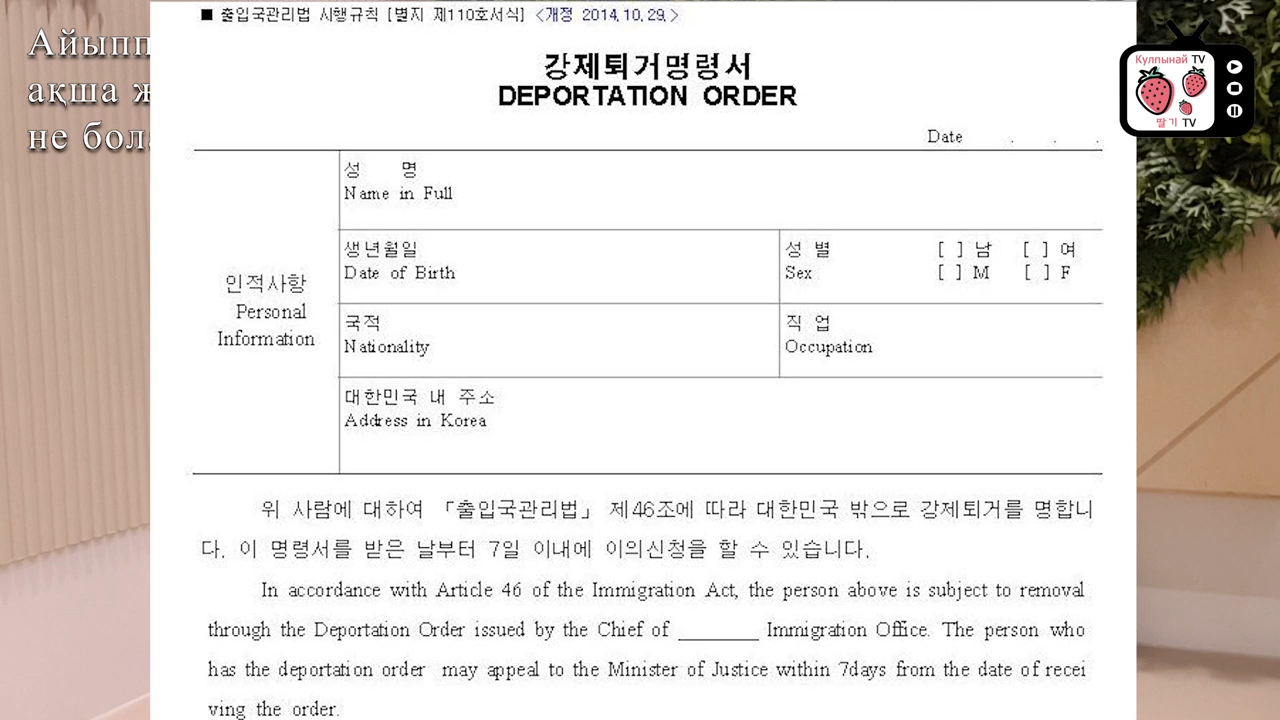 ■ 출입국관리법 시행규칙 [별지 제110호서식] <개정 2014.10.29.>
강제퇴거명령서
DEPORTATION ORDER
Date . . .
성 명
Name in Full
생년월일
Date of Birth
성 별 [ ] 남 [ ] 여
Sex [ ] M [ ] F
인적사항
Personal
Information
국적
Nationality
직 업
Occupation
대한민국 내 주소
Address in Korea
위 사람에 대하여 「출입국관리법」 제46조에 따라 대한민국 밖으로 강제퇴거를 명합니
다. 이 명령서를 받은 날부터 7일 이내에 이의신청을 할 수 있습니다.
In accordance with Article 46 of the Immigration Act, the person above is subject to removal
through the Deportation Order issued by the Chief of ________ Immigration Office. The person who
has the deportation order may appeal to the Minister of Justice within 7days from the date of recei
ving the order.
ақша
не
Кулпынай TV
딸기 TV